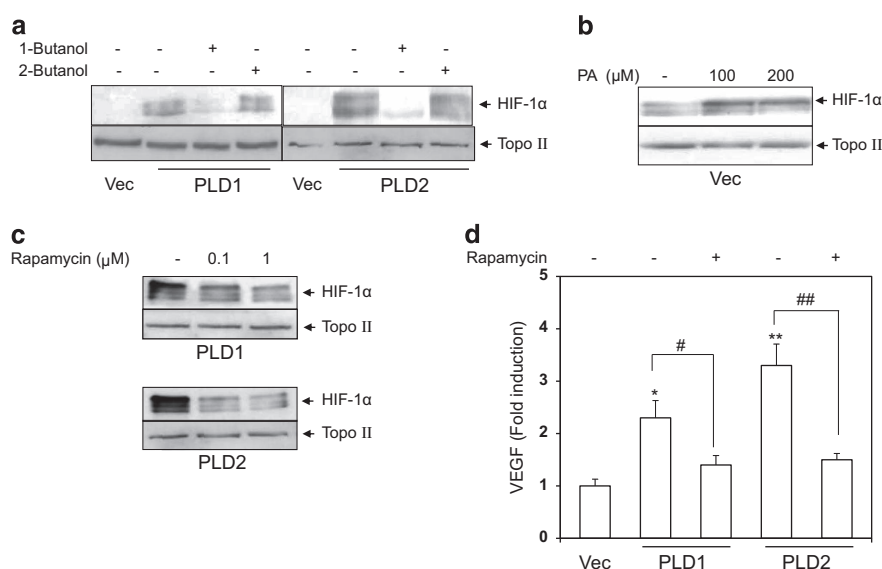 a
1-Butanol - - + - - - + -
2-Butanol - - - + - - - +
HIF-1α
Topo II
Vec PLD1 Vec PLD2
b
PA (μM) - 100 200
HIF-1α
Topo II
Vec
c
Rapamycin (μM) - 0.1 1
HIF-1α
Topo II
PLD1
HIF-1α
Topo II
PLD2
d
Rapamycin - - + - +
VEGF (Fold induction)
5
4
3
2
1
0
*
#
**
##
Vec PLD1 PLD2